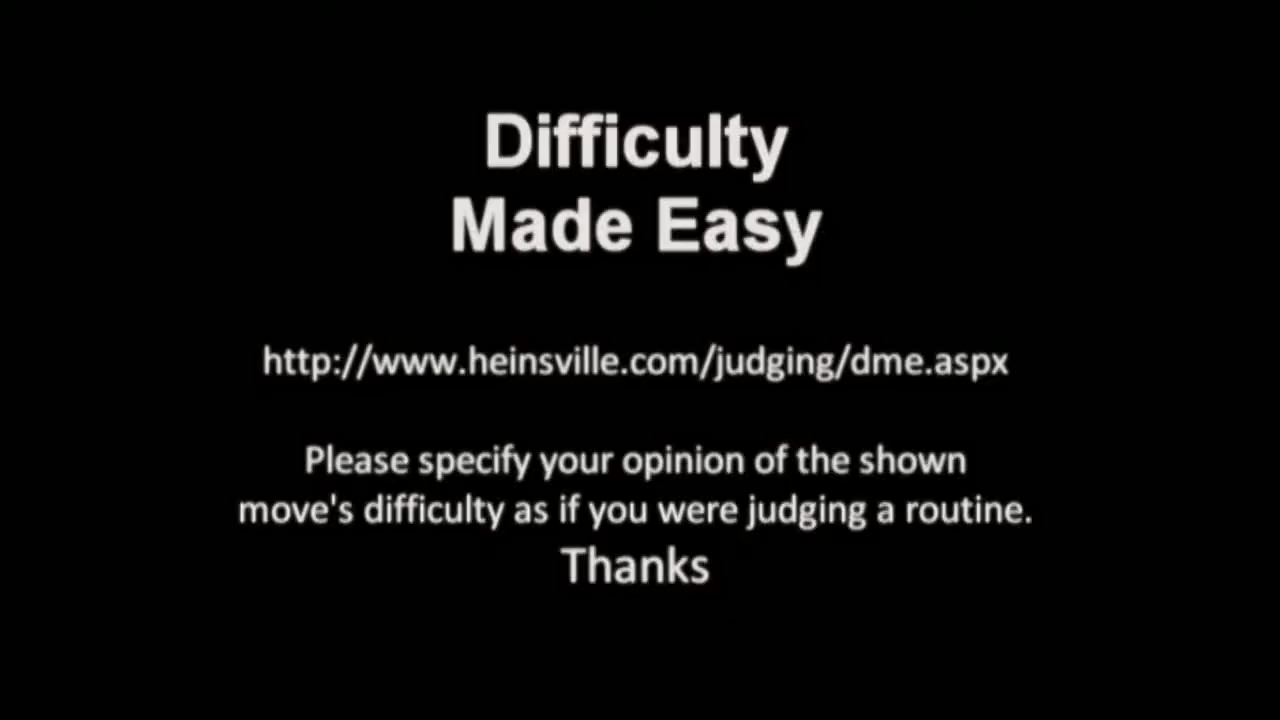 Difficulty
Made Easy
http://www.heinsville.com/judging/dme.aspx
Please specify your opinion of the shown
move's difficulty as if you were judging a routine.
Thanks